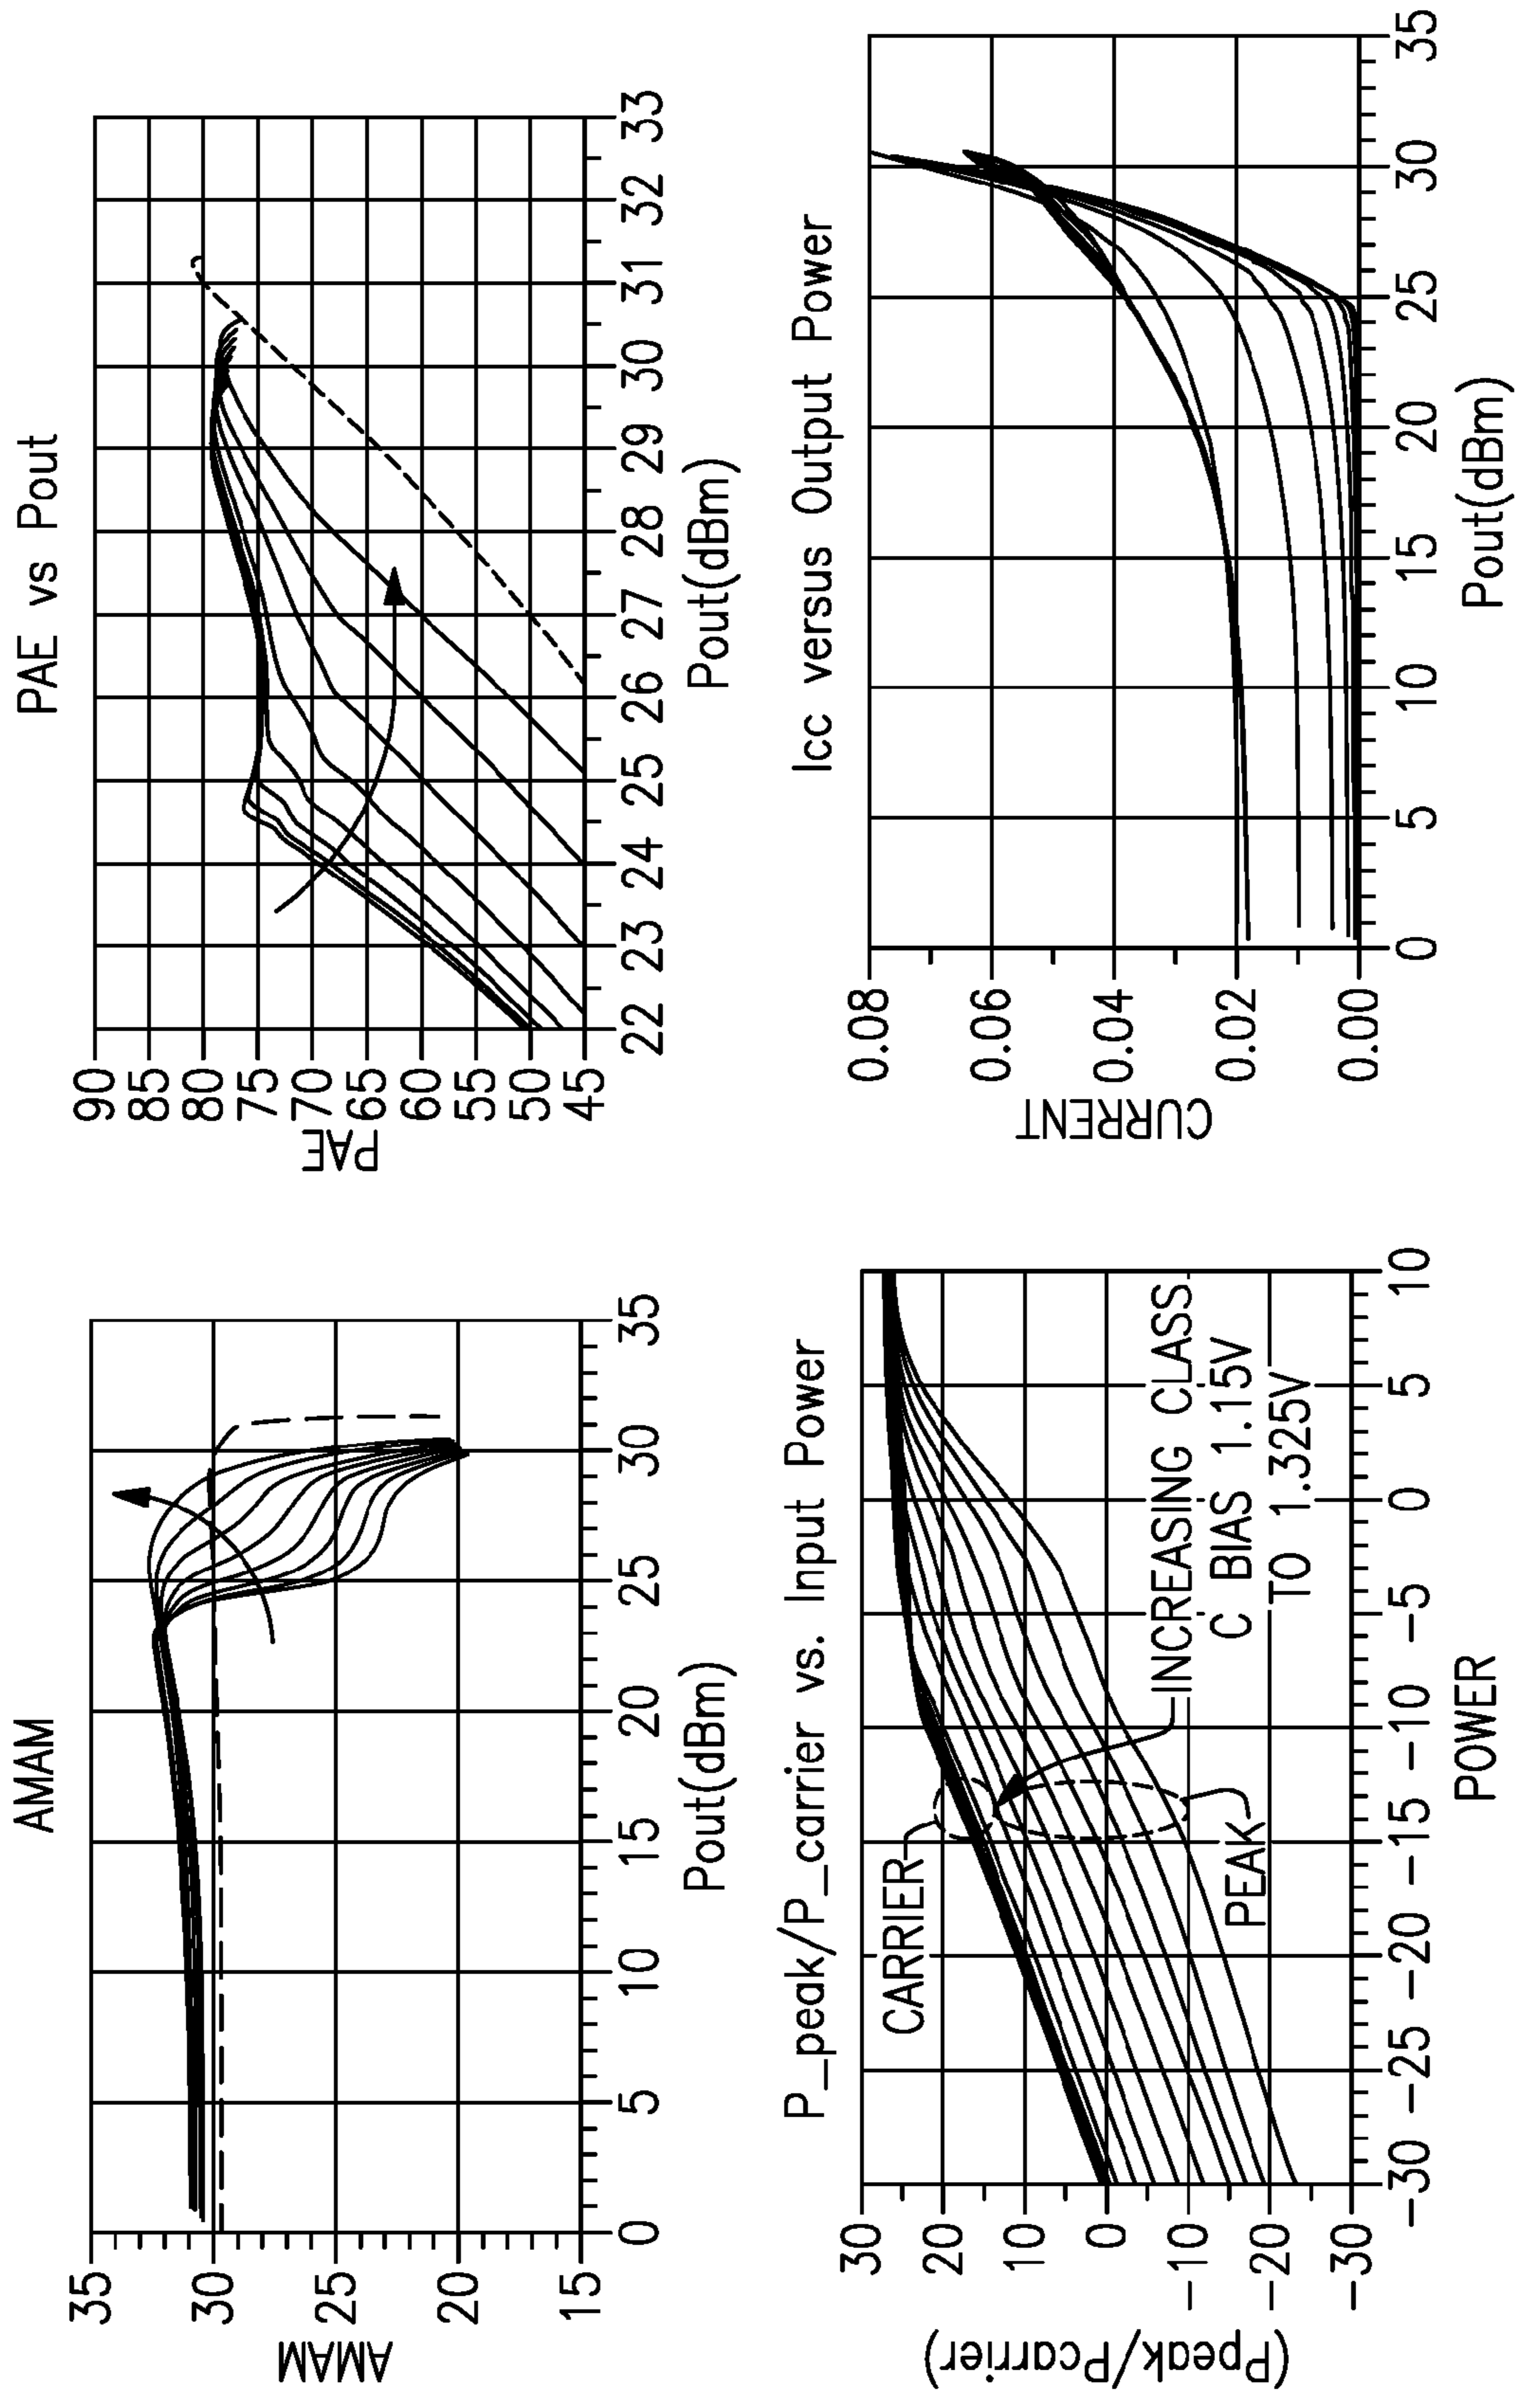 AMAM
AMAM
35
30
25
20
15
0 5 10 15 20 25 30 35
Pout(dBm)
PAE vs Pout
PAE
90
85
80
75
70
65
60
55
50
45
22 23 24 25 26 27 28 29 30 31 32 33
Pout(dBm)
P_peak/P_carrier vs. Input Power
(Ppeak/Pcarrier)
30
20
10
0
-10
-20
-30
-30 -25 -20 -15 -10 -5 0 5 10
POWER
CARRIER
PEAK
INCREASING CLASS
C BIAS 1.15V
TO 1.325V
Icc versus Output Power
CURRENT
0.08
0.06
0.04
0.02
0.00
0 5 10 15 20 25 30 35
Pout(dBm)